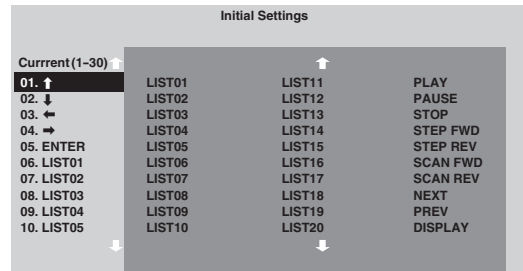 Initial Settings
Currrent (1–30)
01. ⬆ LIST01 LIST11 PLAY
02. ⬇ LIST02 LIST12 PAUSE
03. ⬅ LIST03 LIST13 STOP
04. ➡ LIST04 LIST14 STEP FWD
05. ENTER LIST05 LIST15 STEP REV
06. LIST01 LIST06 LIST16 SCAN FWD
07. LIST02 LIST07 LIST17 SCAN REV
08. LIST03 LIST08 LIST18 NEXT
09. LIST04 LIST09 LIST19 PREV
10. LIST05 LIST10 LIST20 DISPLAY